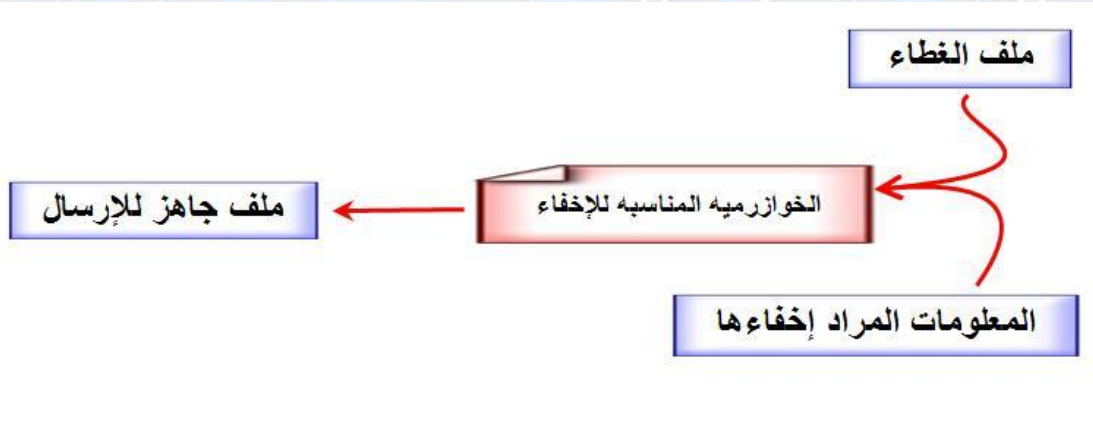 ملف الغطاء
الخوازرميه المناسبه للإخفاء
ملف جاهز للإرسال
المعلومات المراد إخفاءها